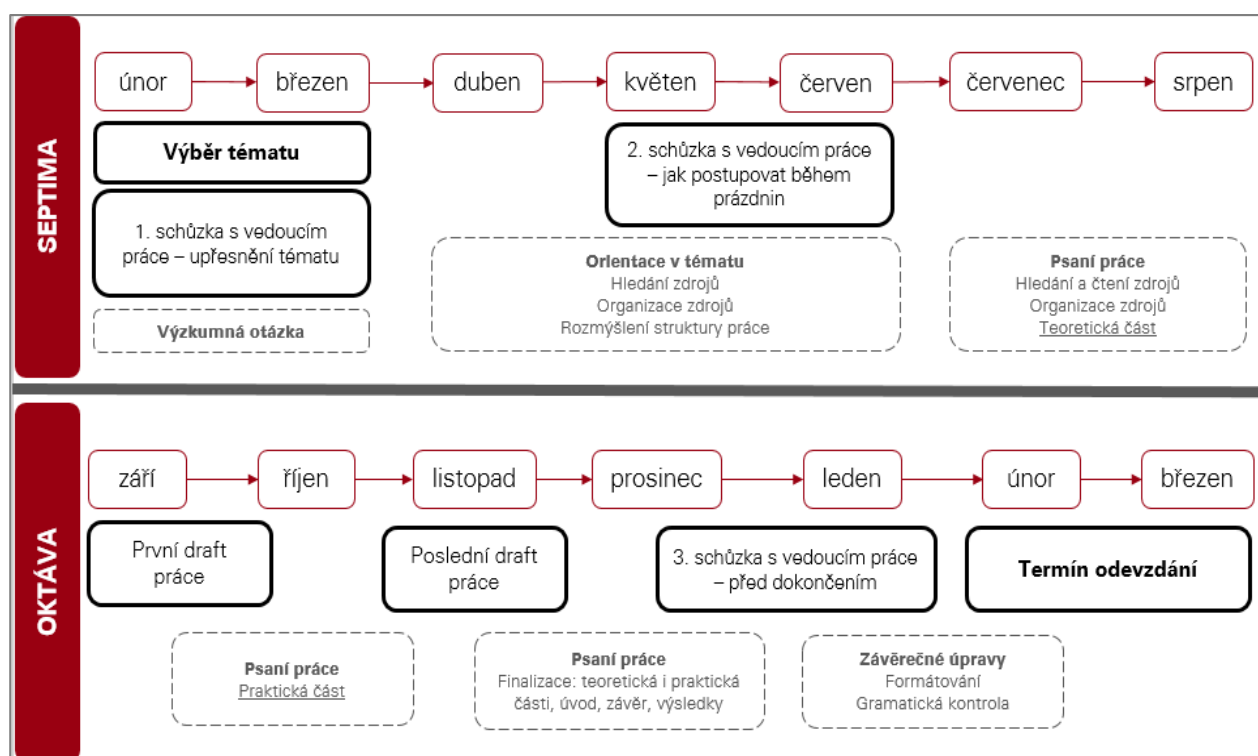 SEPTIMA
únor
březen
duben
květen
červen
červenec
srpen
Výběr tématu
1. schůzka s vedoucím
práce – upřesnění tématu
Výzkumná otázka
2. schůzka s vedoucím práce
– jak postupovat během
prázdnin
Orientace v tématu
Hledání zdrojů
Organizace zdrojů
Rozmýšlení struktury práce
Psaní práce
Hledání a čtení zdrojů
Organizace zdrojů
Teoretická část
OKTÁVA
září
říjen
listopad
prosinec
leden
únor
březen
První draft
práce
Poslední draft
práce
3. schůzka s vedoucím práce
– před dokončením
Termín odevzdání
Psaní práce
Praktická část
Psaní práce
Finalizace: teoretická i praktická
části, úvod, závěr, výsledky
Závěrečné úpravy
Formátování
Gramatická kontrola